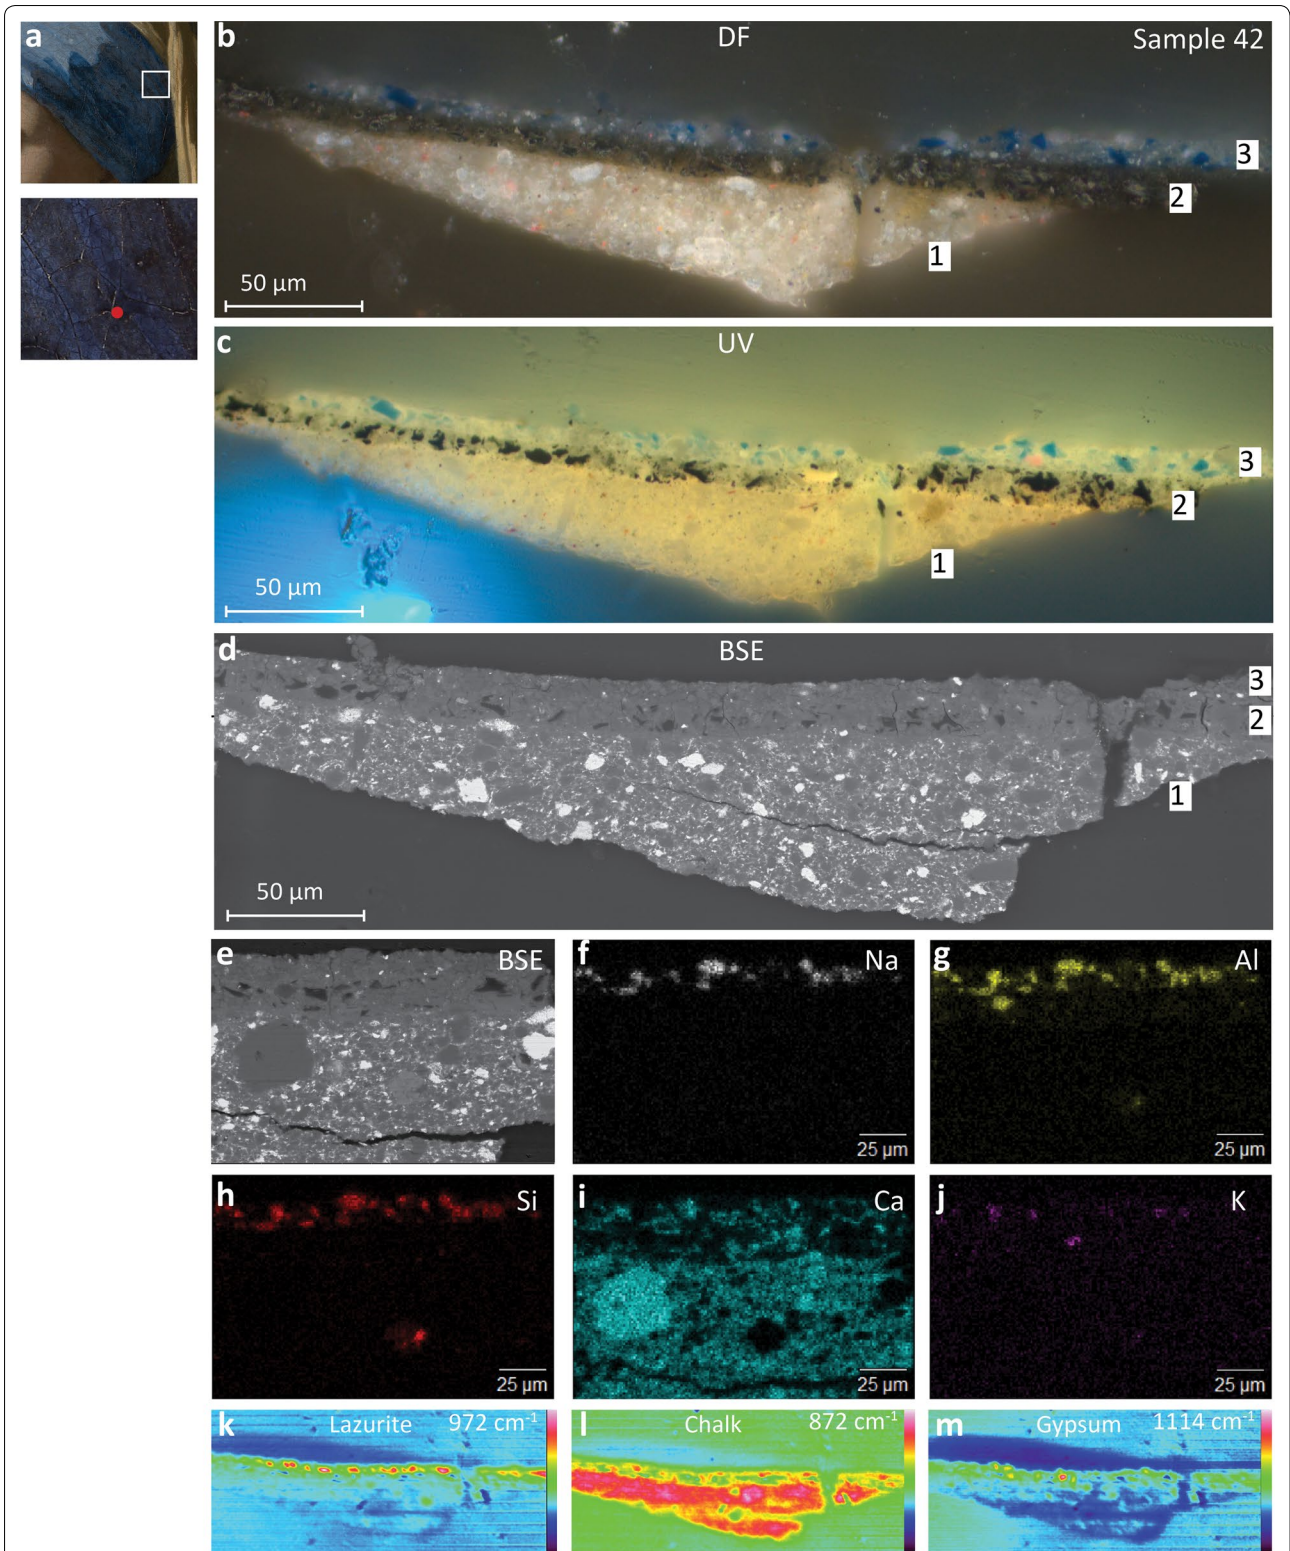 a
b DF Sample 42
3
2
1
50 µm
c UV
3
2
1
50 µm
d BSE
3
2
1
50 µm
e BSE
f Na
25 µm
g Al
25 µm
h Si
25 µm
i Ca
25 µm
j K
25 µm
k Lazurite 972 cm-1
l Chalk 872 cm-1
m Gypsum 1114 cm-1